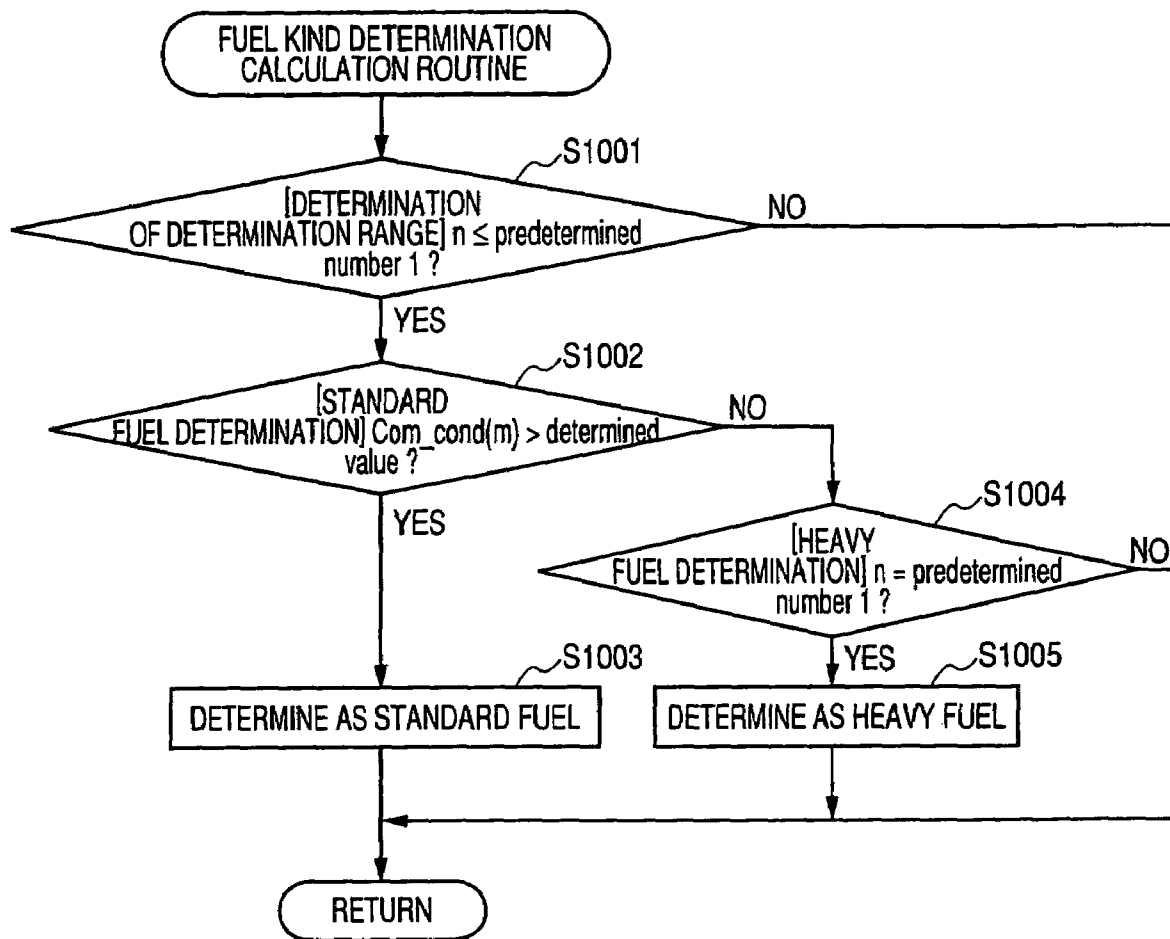 FUEL KIND DETERMINATION
CALCULATION ROUTINE
S1001
[DETERMINATION
OF DETERMINATION RANGE] n ≤ predetermined
number 1 ?
NO
YES
S1002
[STANDARD
FUEL DETERMINATION] Com_cond(m) > determined
value ?
NO
YES
S1004
[HEAVY
FUEL DETERMINATION] n = predetermined
number 1 ?
NO
YES
S1003
DETERMINE AS STANDARD FUEL
S1005
DETERMINE AS HEAVY FUEL
RETURN